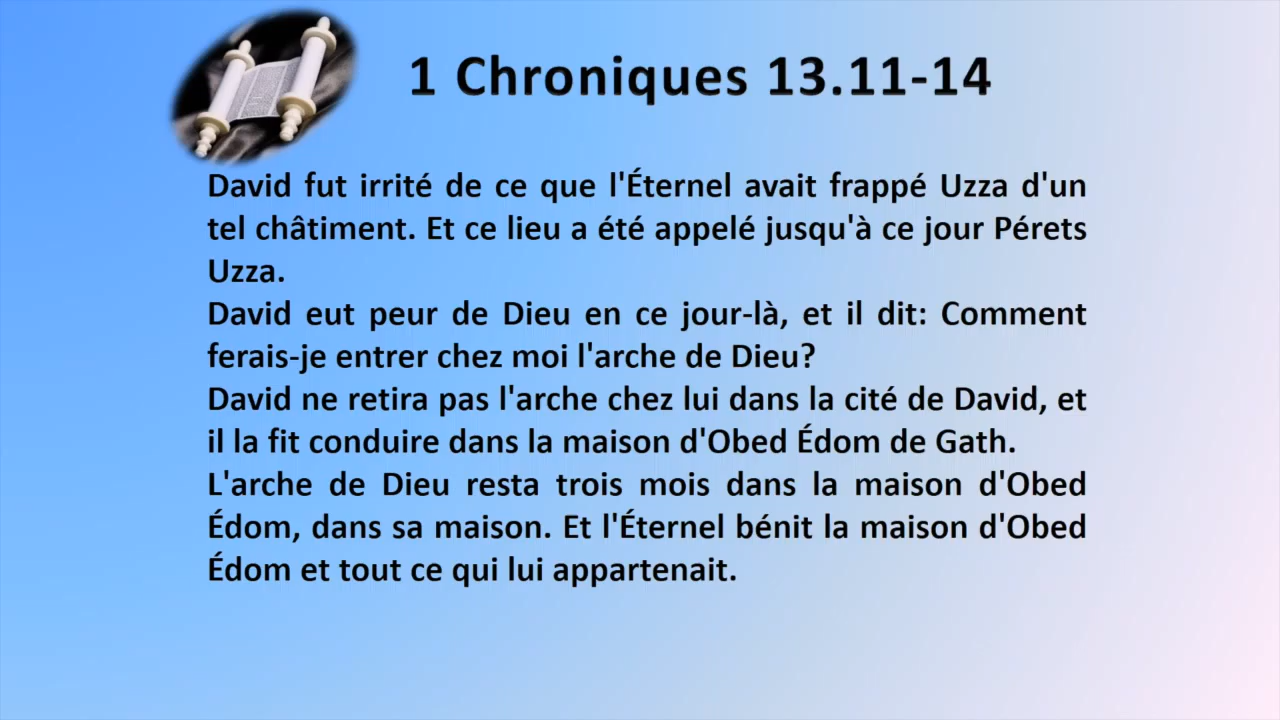 1 Chroniques 13.11-14
David fut irrité de ce que l'Éternel avait frappé Uzza d'un
tel châtiment. Et ce lieu a été appelé jusqu'à ce jour Pérets
Uzza.
David eut peur de Dieu en ce jour-là, et il dit: Comment
ferais-je entrer chez moi l'arche de Dieu?
David ne retira pas l'arche chez lui dans la cité de David, et
il la fit conduire dans la maison d'Obed Édom de Gath.
L'arche de Dieu resta trois mois dans la maison d'Obed
Édom, dans sa maison. Et l'Éternel bénit la maison d'Obed
Édom et tout ce qui lui appartenait.